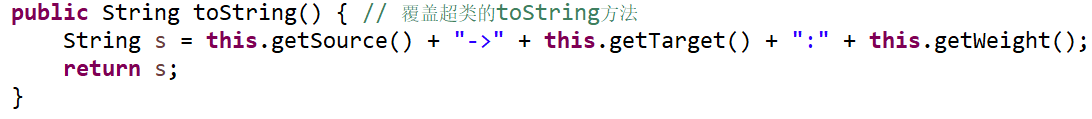 public String toString() { // 覆盖超类的toString方法
    String s = this.getSource() + "->" + this.getTarget() + ":" + this.getWeight();
    return s;
}